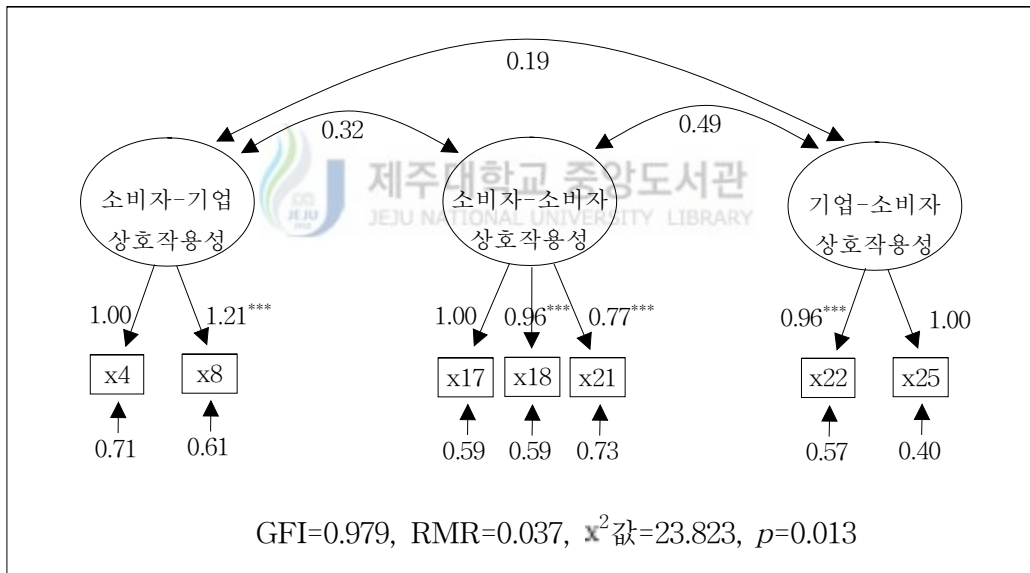 0.19
0.32
0.49
제주대학교 중앙도서관
JEJU NATIONAL UNIVERSITY LIBRARY
JEJU
1952
소비자-기업
상호작용성
소비자-소비자
상호작용성
기업-소비자
상호작용성
1.00 1.21*** 1.00 0.96*** 0.77*** 0.96*** 1.00
x4 x8 x17 x18 x21 x22 x25
0.71 0.61 0.59 0.59 0.73 0.57 0.40
GFI=0.979, RMR=0.037, x²값=23.823, p=0.013